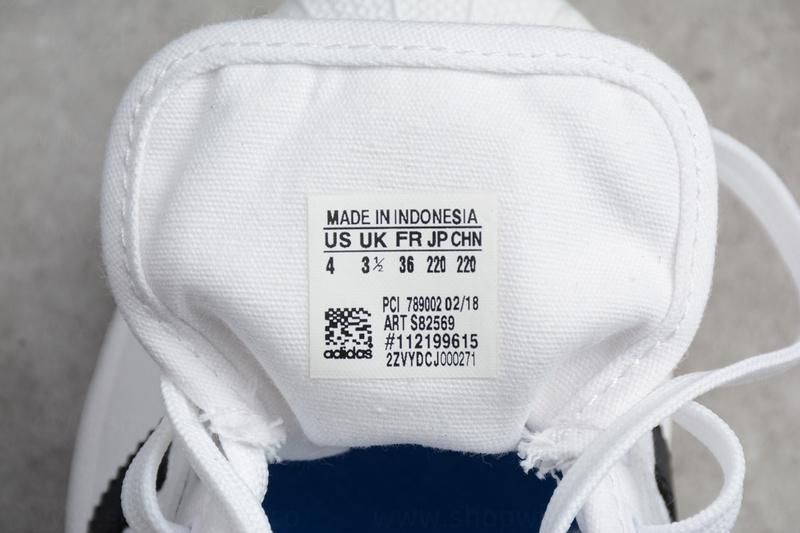 MADE IN INDONESIA
US UK FR JP CHN
4 3½ 36 220 220
PCI 789002 02/18
ART S82569
#112199615
2ZVYDCJ000271
adidas